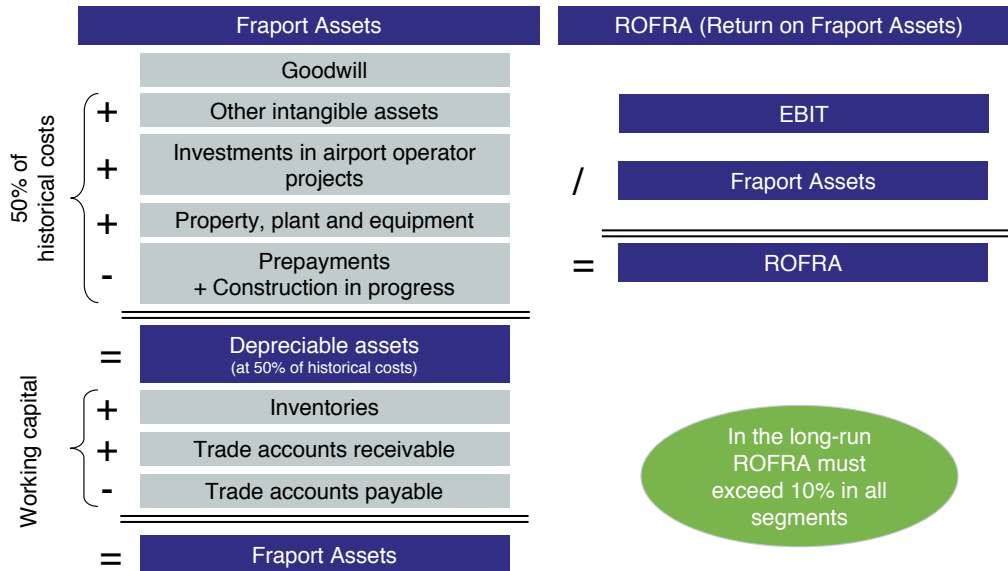 Fraport Assets
Goodwill
50% of
historical costs
+
Other intangible assets
+
Investments in airport operator
projects
+
Property, plant and equipment
-
Prepayments
+ Construction in progress
=
Depreciable assets
(at 50% of historical costs)
Working capital
+
Inventories
+
Trade accounts receivable
-
Trade accounts payable
=
Fraport Assets
ROFRA (Return on Fraport Assets)
EBIT
/
Fraport Assets
=
ROFRA
In the long-run
ROFRA must
exceed 10% in all
segments